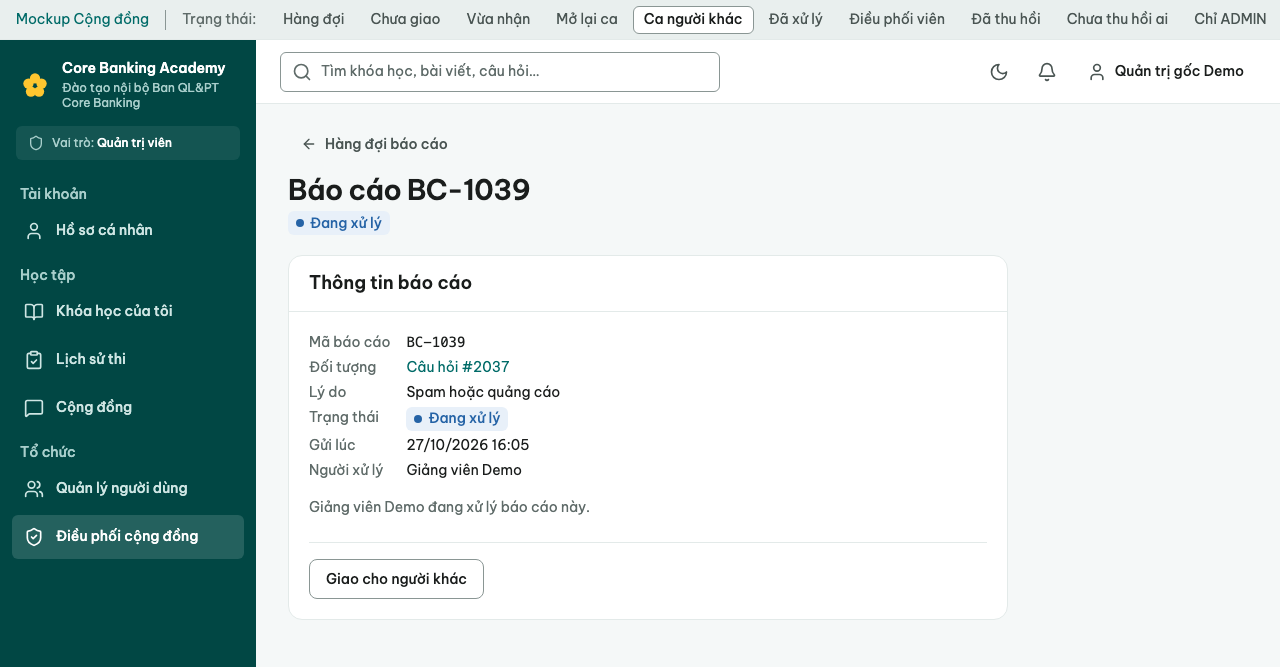 Mockup Cộng đồng
Trạng thái:
Hàng đợi
Chưa giao
Vừa nhận
Mở lại ca
Ca người khác
Đã xử lý
Điều phối viên
Đã thu hồi
Chưa thu hồi ai
Chỉ ADMIN
Core Banking Academy
Đào tạo nội bộ Ban QL&PT
Core Banking
Vai trò: Quản trị viên
Tài khoản
Hồ sơ cá nhân
Học tập
Khóa học của tôi
Lịch sử thi
Cộng đồng
Tổ chức
Quản lý người dùng
Điều phối cộng đồng
Tìm khóa học, bài viết, câu hỏi...
Quản trị gốc Demo
Hàng đợi báo cáo
Báo cáo BC-1039
Đang xử lý
Thông tin báo cáo
Mã báo cáo BC-1039
Đối tượng Câu hỏi #2037
Lý do Spam hoặc quảng cáo
Trạng thái Đang xử lý
Gửi lúc 27/10/2026 16:05
Người xử lý Giảng viên Demo
Giảng viên Demo đang xử lý báo cáo này.
Giao cho người khác